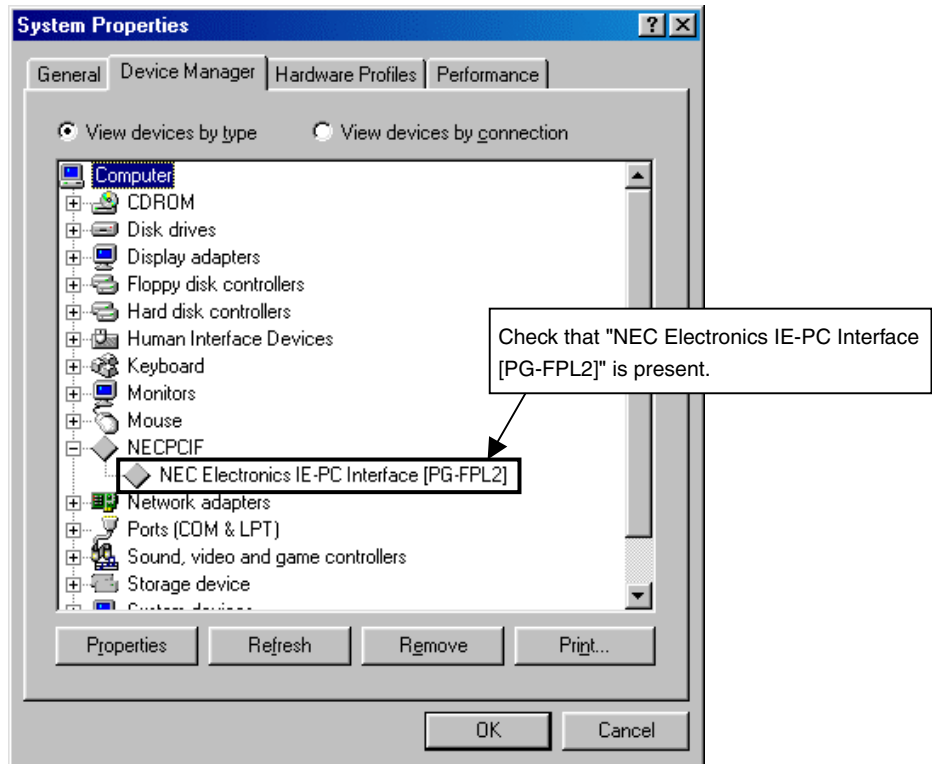 System Properties
General Device Manager Hardware Profiles Performance
View devices by type View devices by connection
Computer
CDROM
Disk drives
Display adapters
Floppy disk controllers
Hard disk controllers
Human Interface Devices
Keyboard
Monitors
Mouse
NECPCIF
NEC Electronics IE-PC Interface [PG-FPL2]
Network adapters
Ports (COM & LPT)
Sound, video and game controllers
Storage device
System devices
Check that "NEC Electronics IE-PC Interface
[PG-FPL2]" is present.
Properties Refresh Remove Print...
OK Cancel